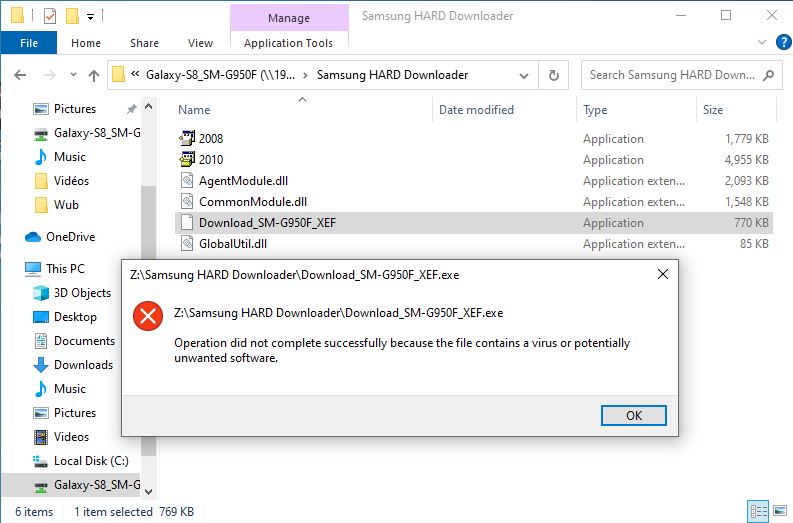 Manage
Samsung HARD Downloader
File
Home
Share
View
Application Tools
Galaxy-S8_SM-G950F (\\19...
Samsung HARD Downloader
Search Samsung HARD Down...
Name
Date modified
Type
Size
Pictures
Galaxy-S8_SM-G
Music
Vidéos
Wub
OneDrive
This PC
3D Objects
Desktop
Documents
Downloads
Music
Pictures
Videos
Local Disk (C:)
Galaxy-S8_SM-G
2008
Application
1,779 KB
2010
Application
4,955 KB
AgentModule.dll
Application exten...
2,093 KB
CommonModule.dll
Application exten...
1,548 KB
Download_SM-G950F_XEF
Application
770 KB
GlobalUtil.dll
Application exten...
85 KB
Z:\Samsung HARD Downloader\Download_SM-G950F_XEF.exe
Z:\Samsung HARD Downloader\Download_SM-G950F_XEF.exe
Operation did not complete successfully because the file contains a virus or potentially
unwanted software.
OK
6 items
1 item selected 769 KB